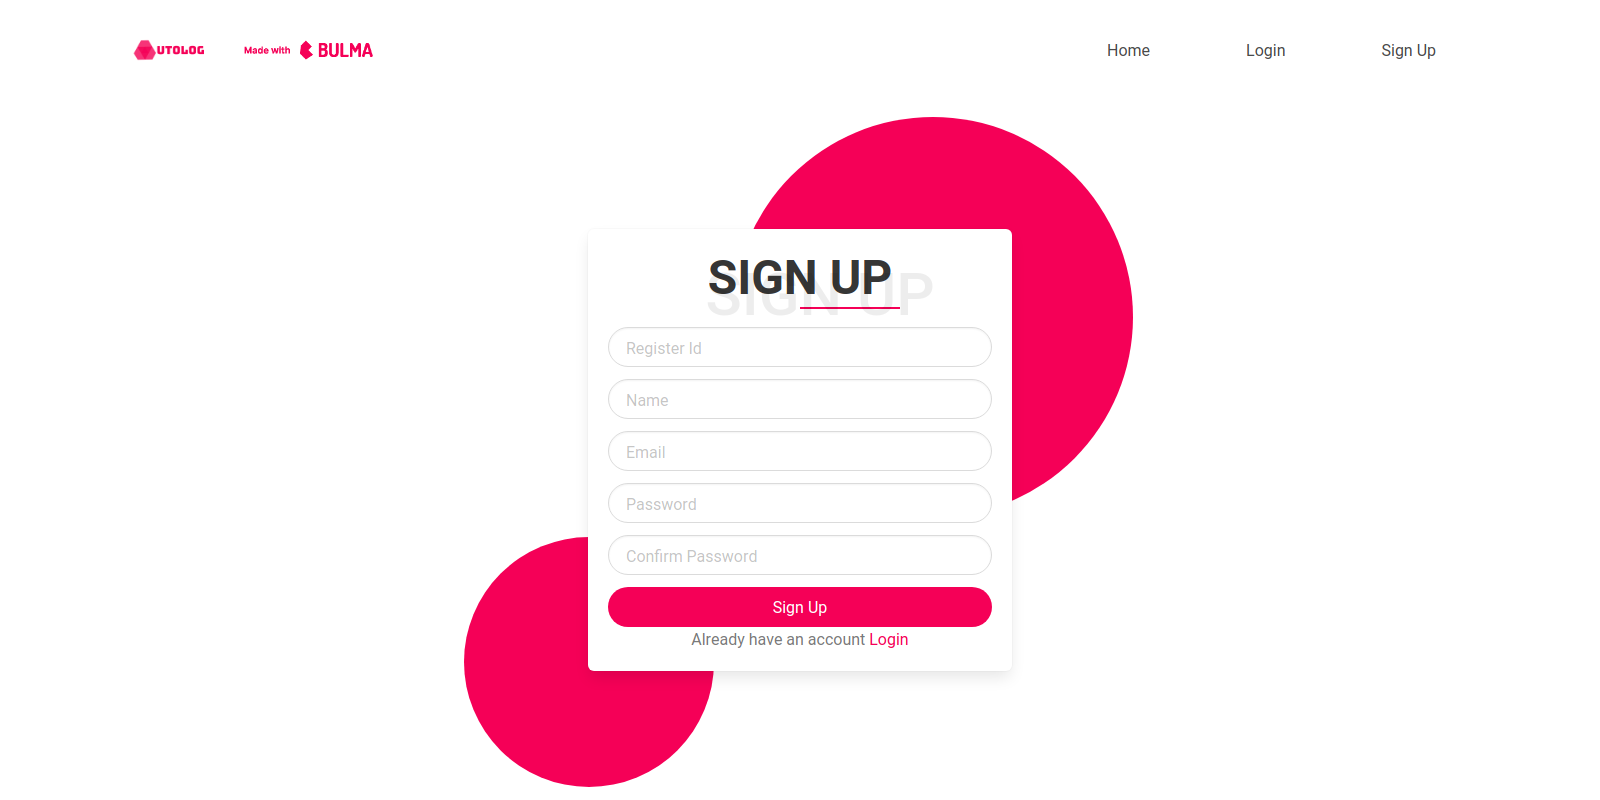 UTOLOG Made with BULMA Home Login Sign Up
SIGN UP
SIGN UP
Register Id
Name
Email
Password
Confirm Password
Sign Up
Already have an account Login